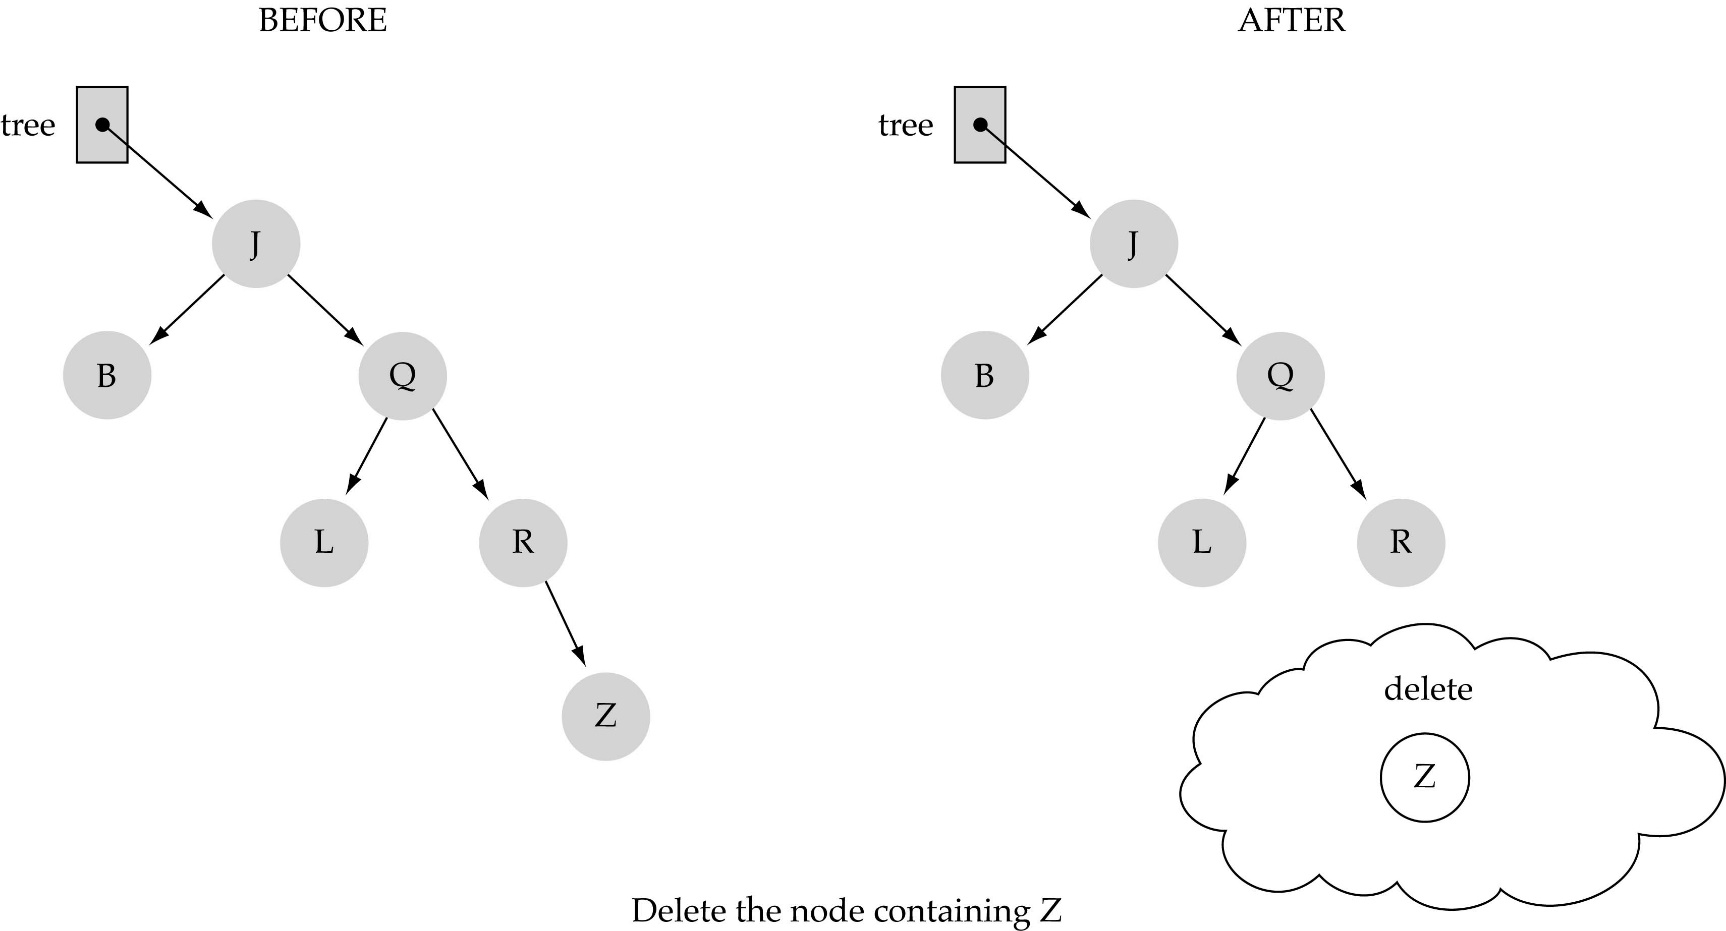 BEFORE
AFTER
tree
tree
J
J
B
Q
B
Q
L
R
L
R
delete
Z
Z
Delete the node containing Z